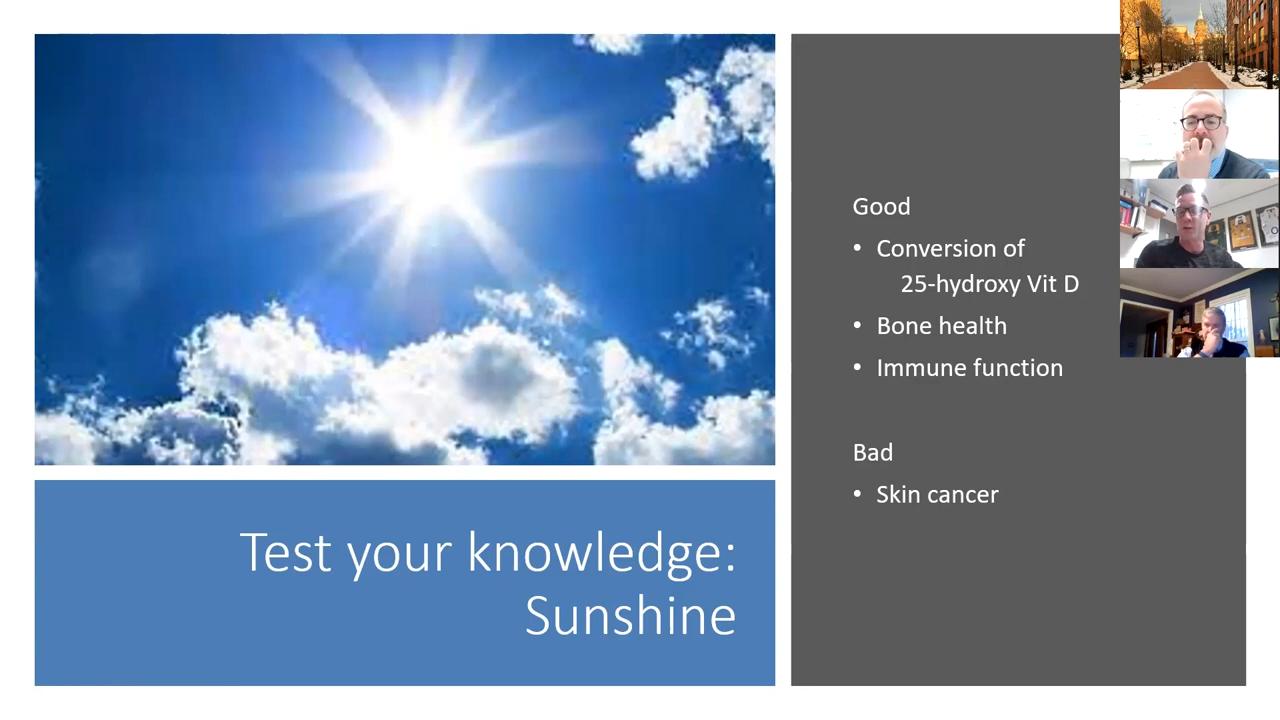 Test your knowledge:
Sunshine
Good
• Conversion of
25-hydroxy Vit D
• Bone health
• Immune function
Bad
• Skin cancer